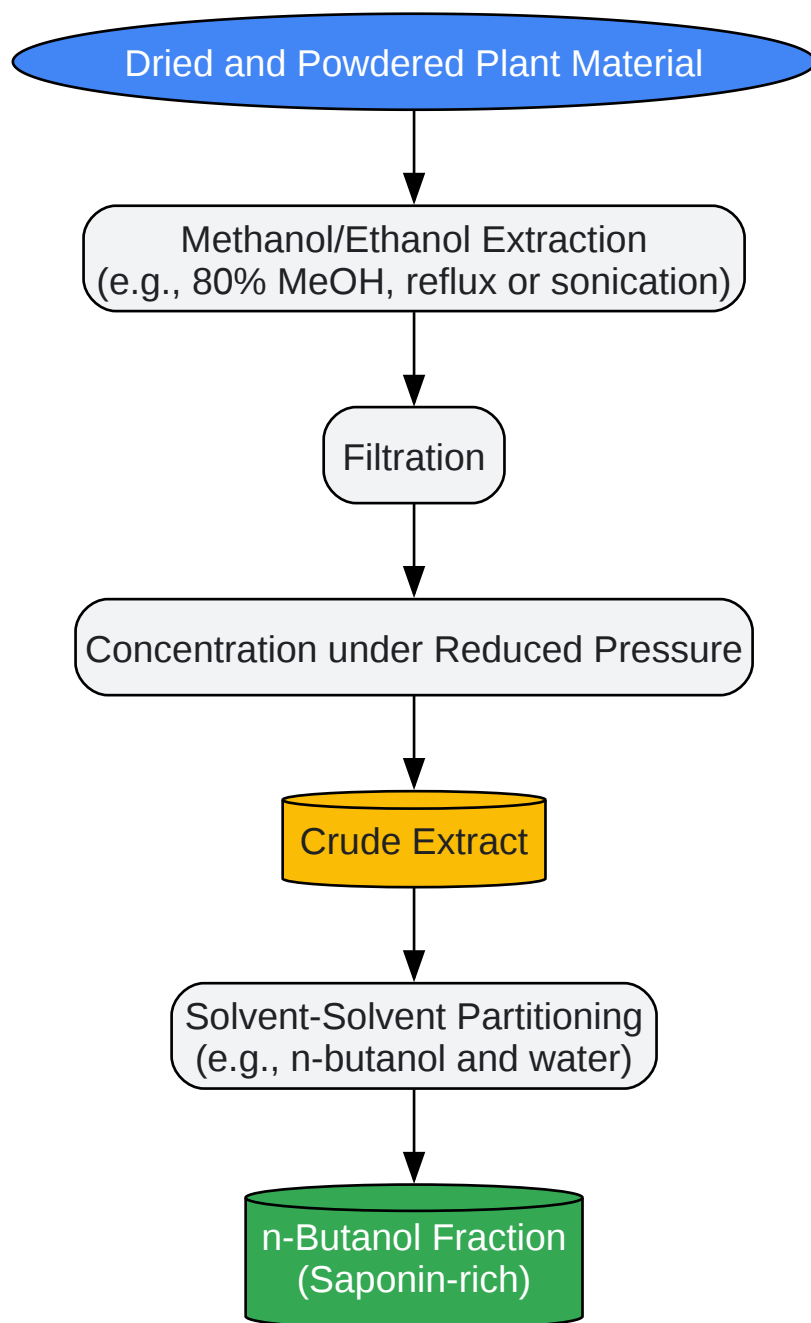 Dried and Powdered Plant Material
Methanol/Ethanol Extraction
(e.g., 80% MeOH, reflux or sonication)
Filtration
Concentration under Reduced Pressure
Crude Extract
Solvent-Solvent Partitioning
(e.g., n-butanol and water)
n-Butanol Fraction
(Saponin-rich)